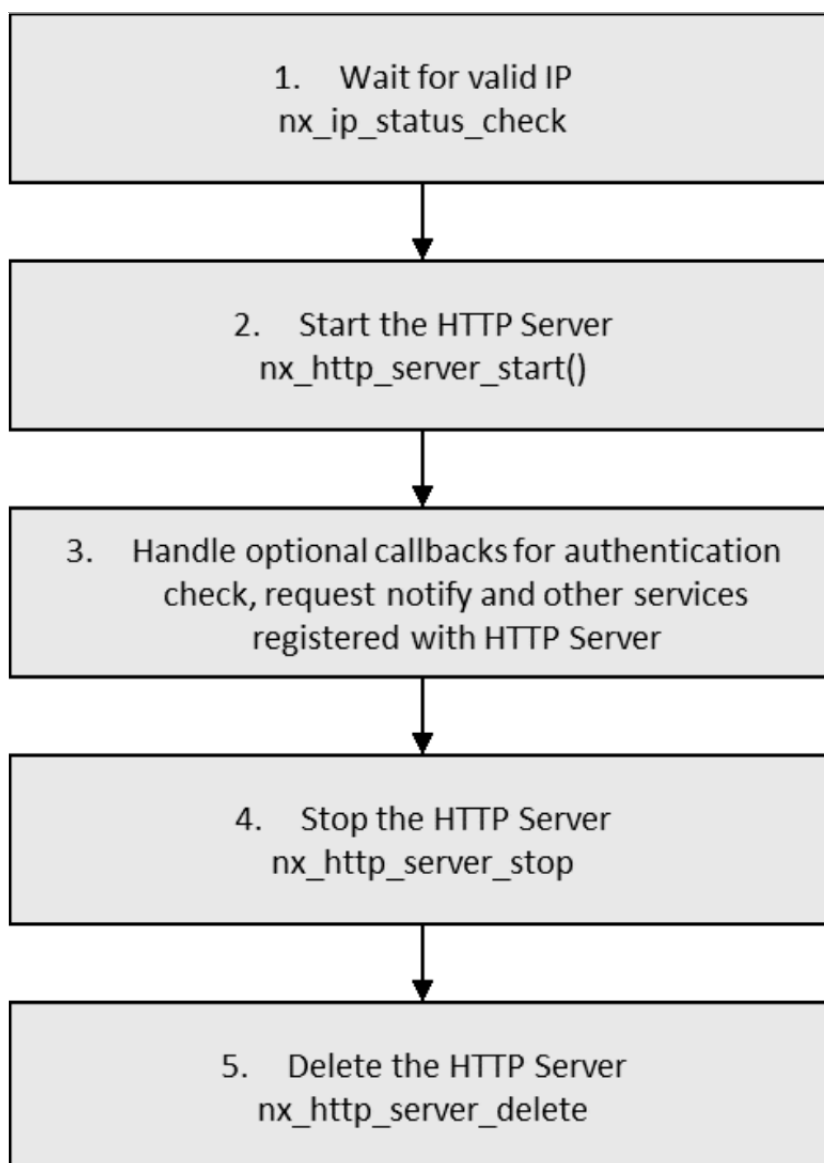 1. Wait for valid IP
nx_ip_status_check
2. Start the HTTP Server
nx_http_server_start()
3. Handle optional callbacks for authentication
check, request notify and other services
registered with HTTP Server
4. Stop the HTTP Server
nx_http_server_stop
5. Delete the HTTP Server
nx_http_server_delete